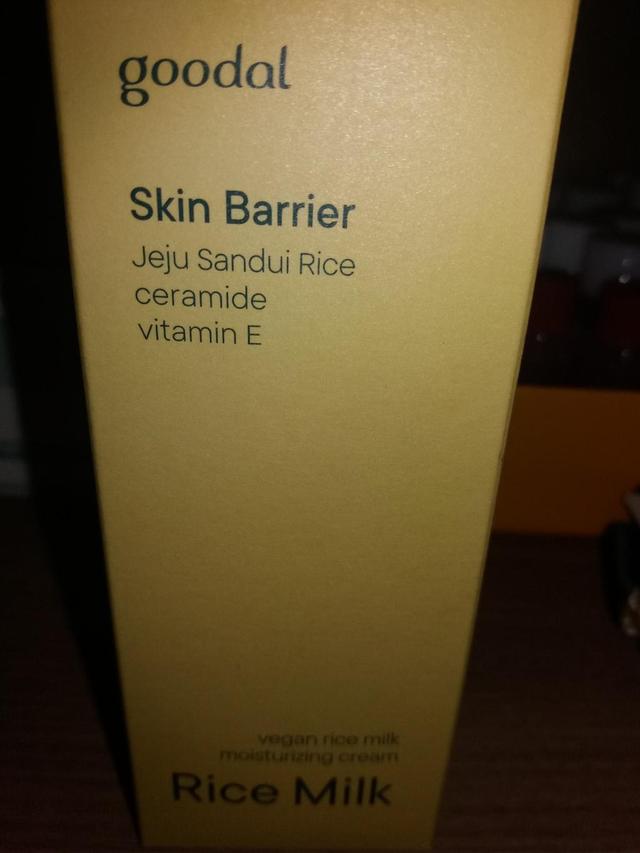 goodal
Skin Barrier
Jeju Sandui Rice
ceramide
vitamin E
vegan rice milk
moisturizing cream
Rice Milk